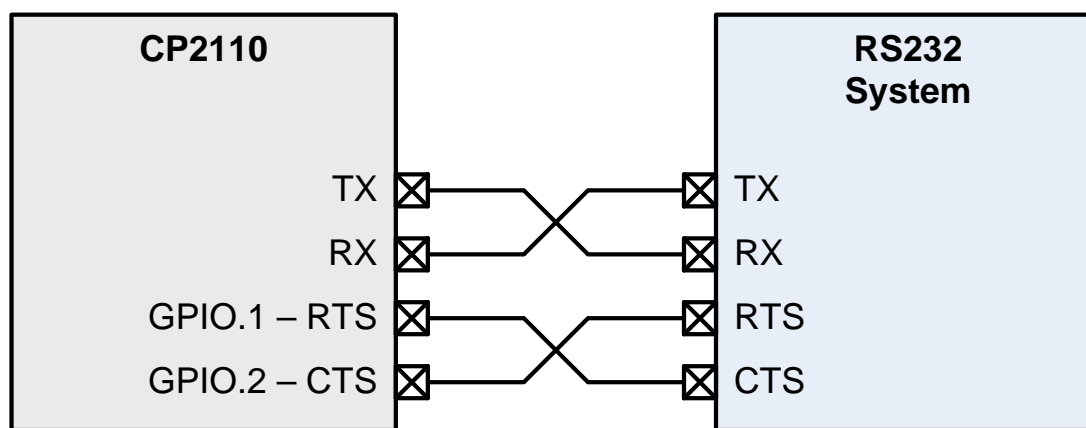 CP2110
TX
RX
GPIO.1 – RTS
GPIO.2 – CTS
RS232
System
TX
RX
RTS
CTS